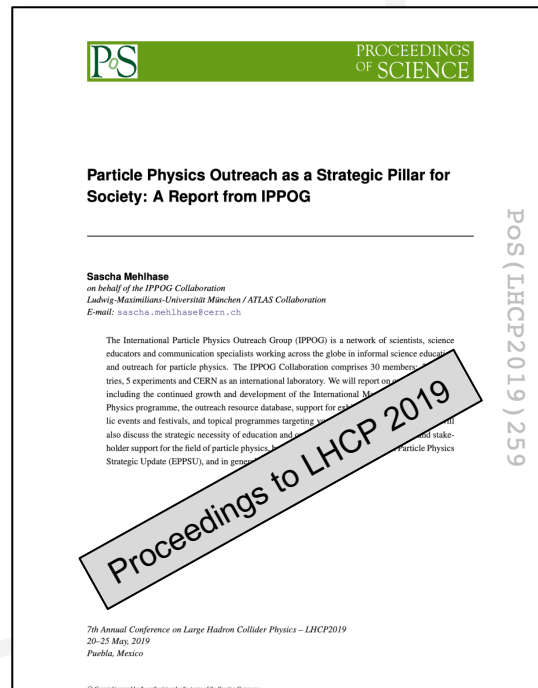 PoS
PROCEEDINGS
OF SCIENCE
Particle Physics Outreach as a Strategic Pillar for
Society: A Report from IPPOG
Sascha Mehlhase
on behalf of the IPPOG Collaboration
Ludwig-Maximilians-Universität München / ATLAS Collaboration
E-mail: sascha.mehlhase@cern.ch
The International Particle Physics Outreach Group (IPPOG) is a network of scientists, science
educators and communication specialists working across the globe in informal science education
and outreach for particle physics. The IPPOG Collaboration comprises 30 members:
tries, 5 experiments and CERN as an international laboratory. We will report on
including the continued growth and development of the International
Physics programme, the outreach resource database, support for
lic events and festivals, and topical programmes targeting
also discuss the strategic necessity of education and and stake-
holder support for the field of particle physics, Particle Physics
Strategic Update (EPPSU), and in
Proceedings to LHCP 2019
7th Annual Conference on Large Hadron Collider Physics – LHCP2019
20–25 May, 2019
Puebla, Mexico
PoS(LHCP2019)259